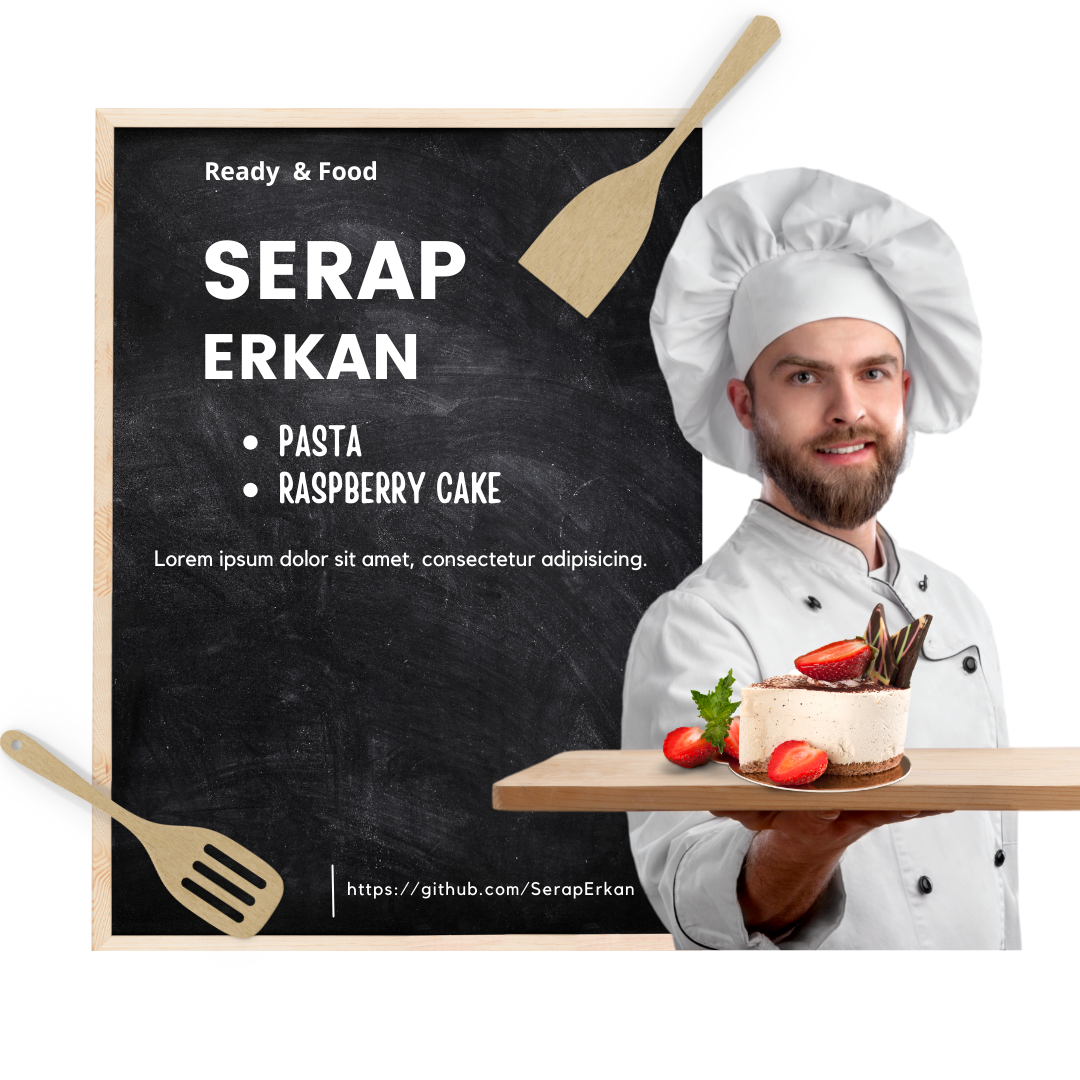 Ready & Food
SERAP
ERKAN
• PASTA
• RASPBERRY CAKE
Lorem ipsum dolor sit amet, consectetur adipisicing.
https://github.com/SerapErkan